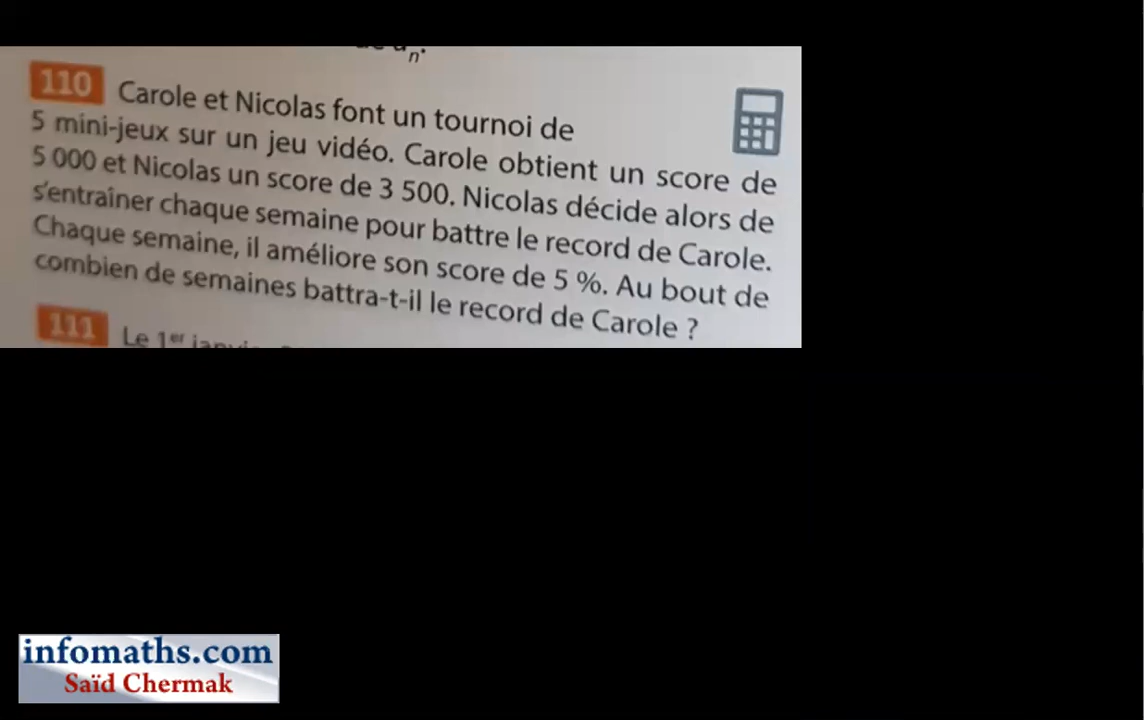 110 Carole et Nicolas font un tournoi de
5 mini-jeux sur un jeu vidéo. Carole obtient un score de
5 000 et Nicolas un score de 3 500. Nicolas décide alors de
s'entraîner chaque semaine pour battre le record de Carole.
Chaque semaine, il améliore son score de 5 %. Au bout de
combien de semaines battra-t-il le record de Carole ?
111 Le 1er
infomaths.com
Saïd Chermak